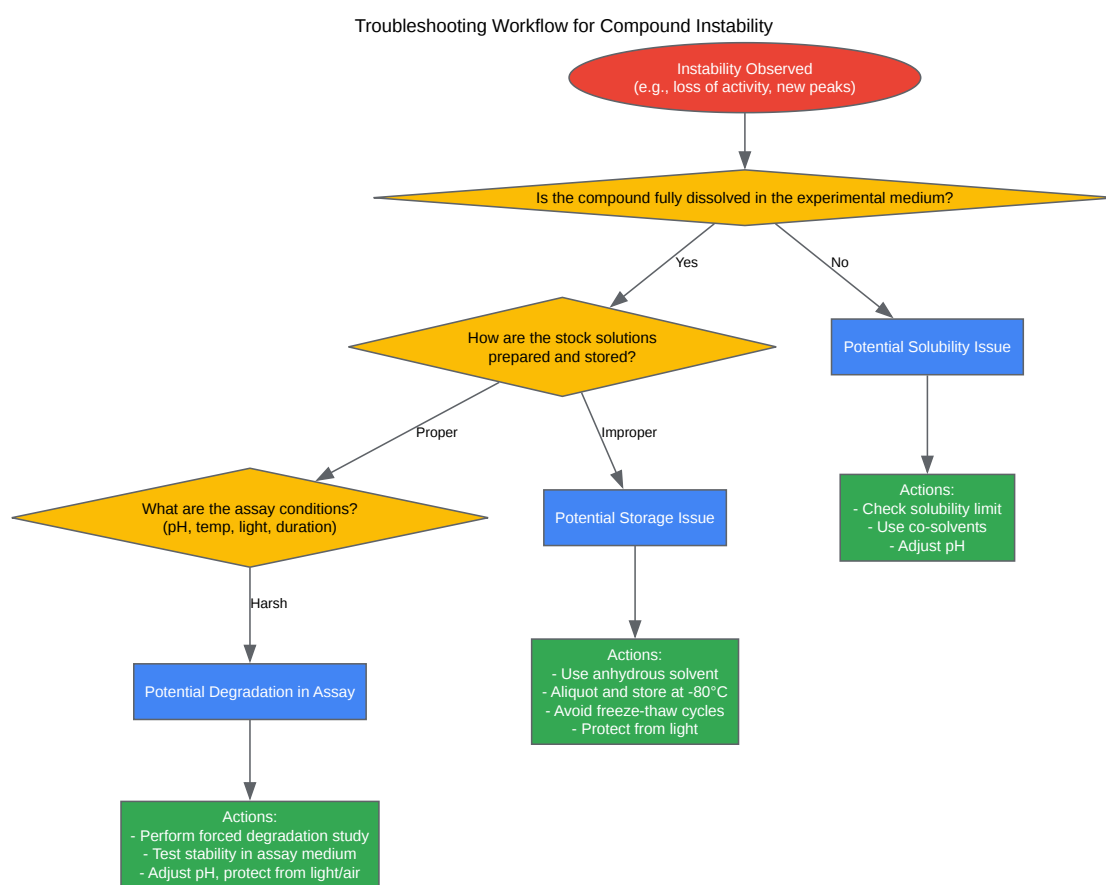 Troubleshooting Workflow for Compound Instability
Instability Observed
(e.g., loss of activity, new peaks)
Is the compound fully dissolved in the experimental medium?
Yes
No
How are the stock solutions
prepared and stored?
Potential Solubility Issue
Proper
Improper
Actions:
- Check solubility limit
- Use co-solvents
- Adjust pH
What are the assay conditions?
(pH, temp, light, duration)
Potential Storage Issue
Harsh
Actions:
- Use anhydrous solvent
- Aliquot and store at -80°C
- Avoid freeze-thaw cycles
- Protect from light
Potential Degradation in Assay
Actions:
- Perform forced degradation study
- Test stability in assay medium
- Adjust pH, protect from light/air